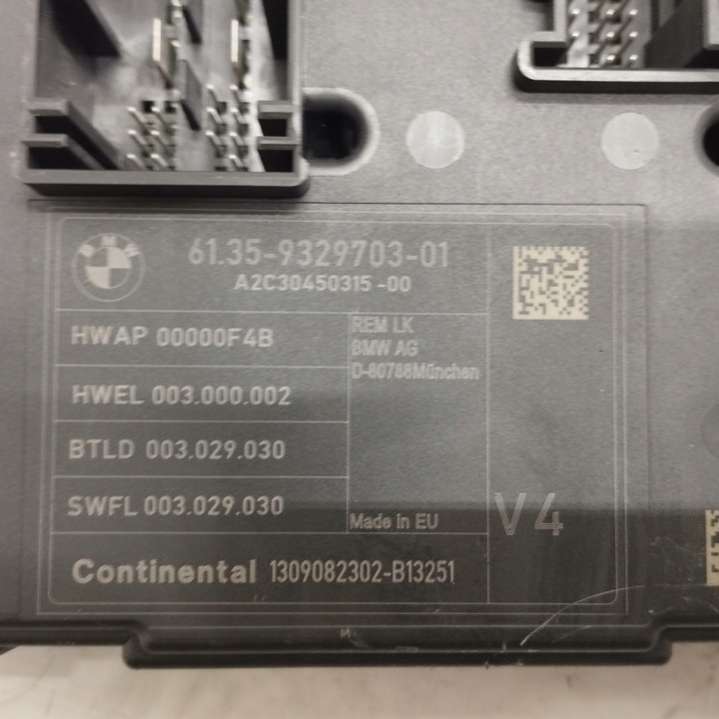 BMW
61.35-9329703-01
A2C30450315-00
HWAP 00000F4B
REM LK
BMW AG
D-80788München
HWEL 003.000.002
BTLD 003.029.030
SWFL 003.029.030
Made in EU
V4
Continental 1309082302-B13251